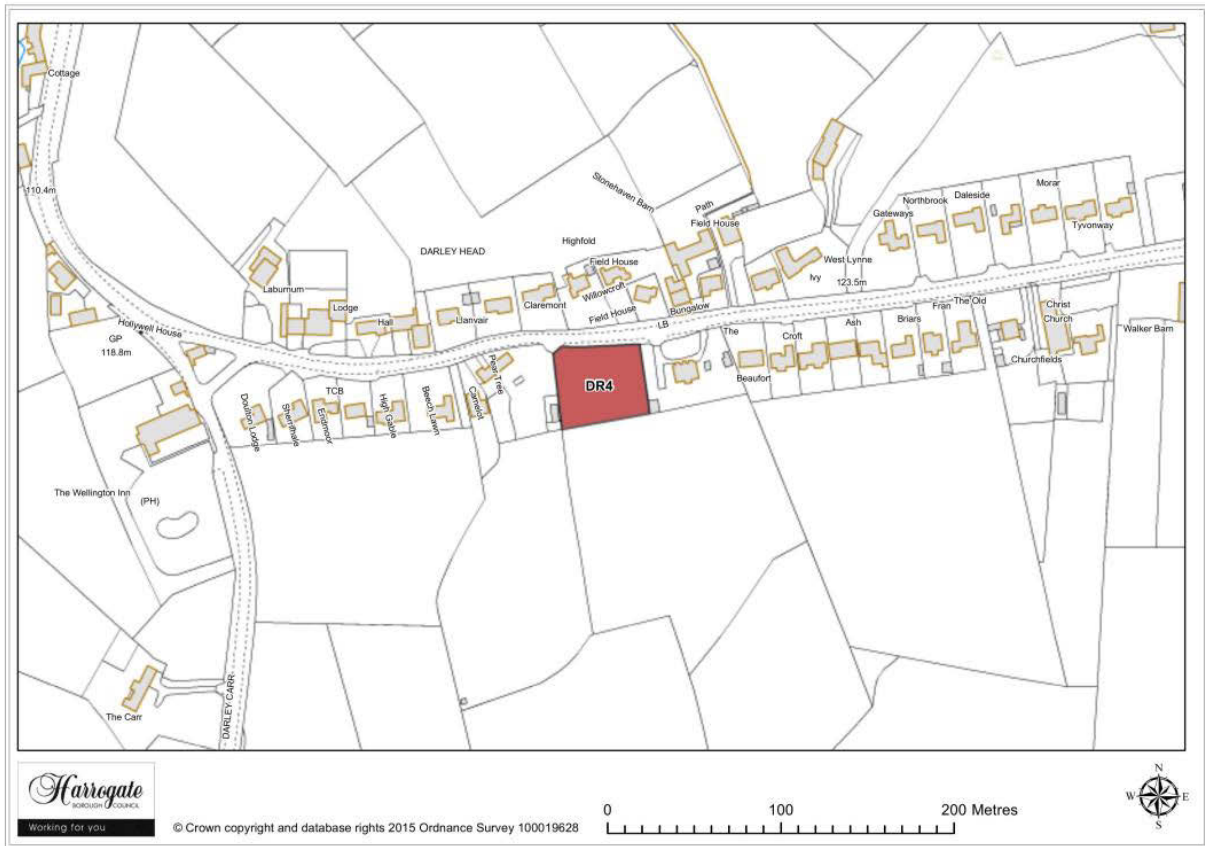 Cottage
110.4m
Stonehaven Barn
Path
Field House
Highfold
DARLEY HEAD
Morar
Daleside
Northbrook
Gateways
Tyvonway
West Lynne
Ivy
123.5m
Field House
Willowcroft
Claremont
Field House
Bungalow
Laburnum
Lodge
Hall
Llanvair
LB
The
Hollywell House
GP
118.8m
Croft
Ash
Briars
Fran
The Old
Christ
Church
Walker Barn
Churchfields
Beaufort
Pear Tree
DR4
TCB
Doulton Lodge
Sherrihale
Endmoor
High Gable
Beech Lawn
Camelot
The Wellington Inn
(PH)
The Carr
DARLEY CARR
Harrogate
BOROUGH COUNCIL
Working for you
© Crown copyright and database rights 2015 Ordnance Survey 100019628
0 100 200 Metres
N
W E
S